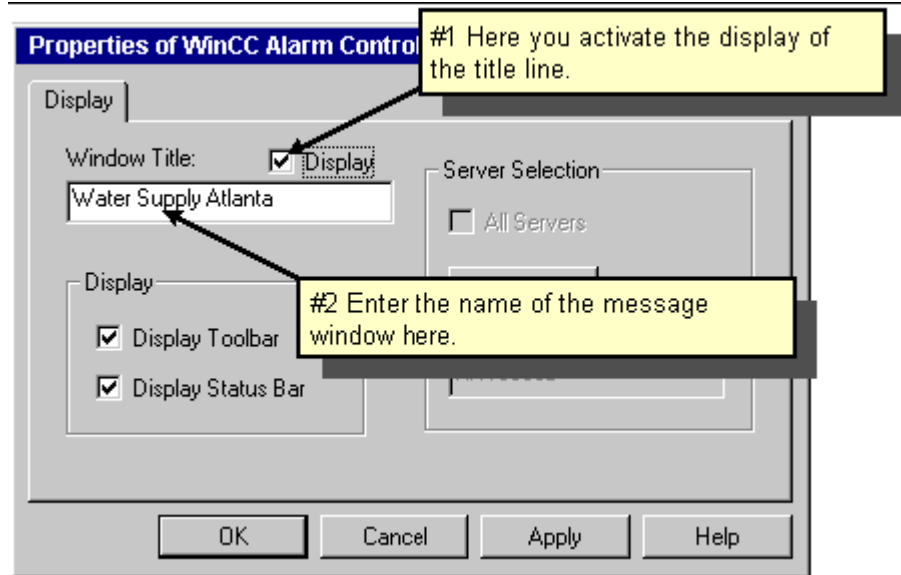 Properties of WinCC Alarm Control
#1 Here you activate the display of
the title line.
Display
Window Title:
Display
Water Supply Atlanta
Server Selection
All Servers
Display
#2 Enter the name of the message
window here.
Display Toolbar
Display Status Bar
OK
Cancel
Apply
Help